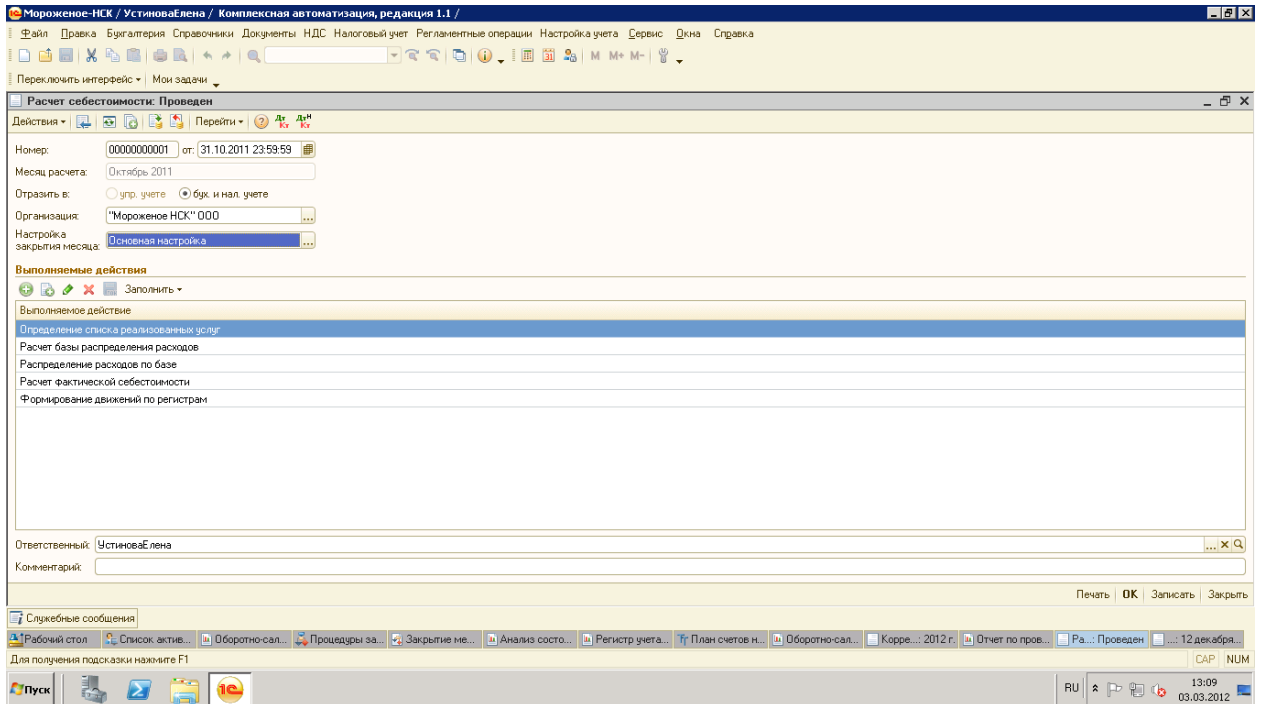 Мороженое-НСК / УстиноваЕлена / Комплексная автоматизация, редакция 1.1 /
Файл Правка Бухгалтерия Справочники Документы НДС Налоговый учет Регламентные операции Настройка учета Сервис Окна Справка
M M+ M-
Переключить интерфейс Мои задачи
Расчет себестоимости: Проведен
Действия Перейти Дт Кт Дтн Кт
Номер: 00000000001 от: 31.10.2011 23:59:59
Месяц расчета: Октябрь 2011
Отразить в: упр. учете бух. и нал. учете
Организация: "Мороженое НСК" ООО ...
Настройка
закрытия месяца: Основная настройка ...
Выполняемые действия
Заполнить
Выполняемое действие
Определение списка реализованных услуг
Расчет базы распределения расходов
Распределение расходов по базе
Расчет фактической себестоимости
Формирование движений по регистрам
Ответственный: УстиноваЕлена ...
Комментарий:
Печать OK Записать Закрыть
Служебные сообщения
Рабочий стол Список актив... Оборотно-сал... Процедуры за... Закрытие ме... Анализ состо... Регистр учета... План счетов н... Оборотно-сал... Корре...: 2012 г. Отчет по пров... Ра...: Проведен ...: 12 декабря...
Для получения подсказки нажмите F1 CAP NUM
Пуск RU 13:09
03.03.2012